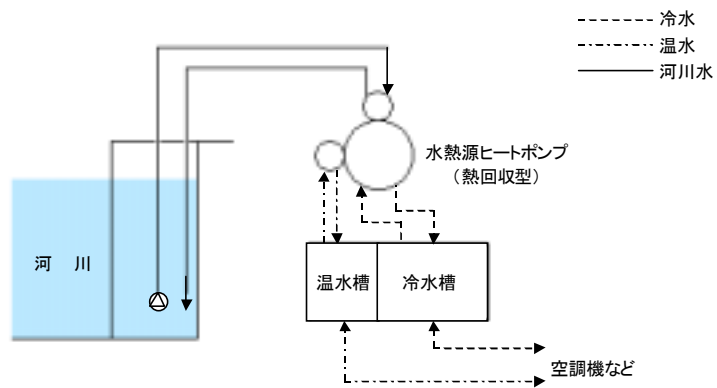 冷水
温水
河川水
水熱源ヒートポンプ
（熱回収型）
河　川
温水槽
冷水槽
空調機など